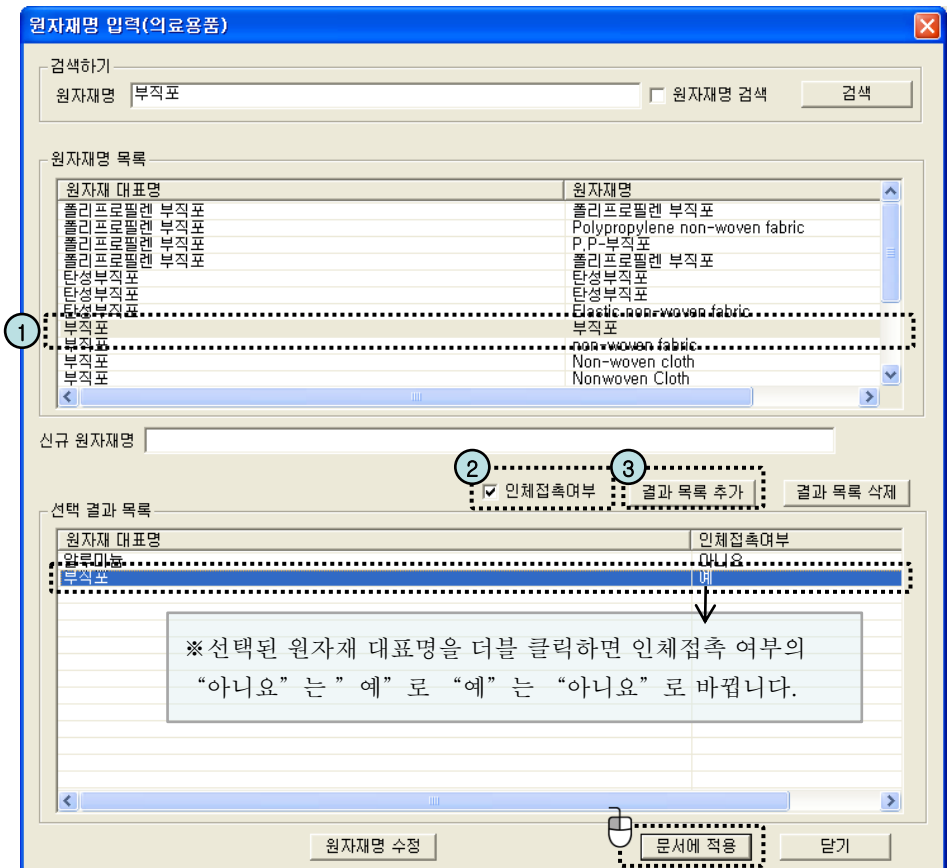 원자재명 입력(의료용품)
검색하기
원자재명 부직포 원자재명 검색 검색
원자재명 목록
원자재 대표명 원자재명
폴리프로필렌 부직포 폴리프로필렌 부직포
폴리프로필렌 부직포 Polypropylene non-woven fabric
폴리프로필렌 부직포 P.P-부직포
폴리프로필렌 부직포 폴리프로필렌 부직포
탄성부직포 탄성부직포
탄성부직포 탄성부직포
탄성부직포 Elastic non-woven fabric
1
부직포 부직포
부직포 non-woven fabric
부직포 Non-woven cloth
부직포 Nonwoven Cloth
신규 원자재명
2 3
인체접촉여부 결과 목록 추가 결과 목록 삭제
선택 결과 목록
원자재 대표명 인체접촉여부
알루미늄 아니요
부직포 예
※선택된 원자재 대표명을 더블 클릭하면 인체접촉 여부의
“아니요”는 ”예”로 “예”는 “아니요”로 바뀝니다.
원자재명 수정 문서에 적용 닫기